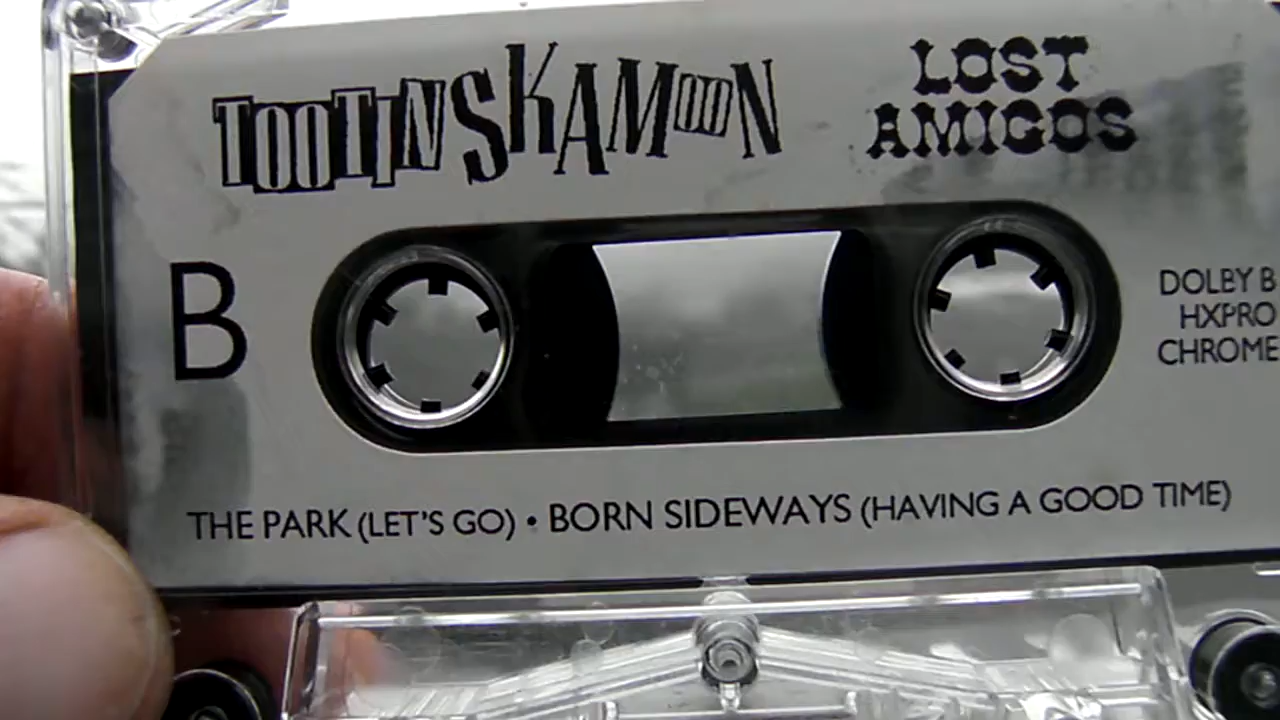 TOOTINSKAMOON
LOST
AMIGOS
B
DOLBY B
HXPRO
CHROME
THE PARK (LET'S GO) • BORN SIDEWAYS (HAVING A GOOD TIME)